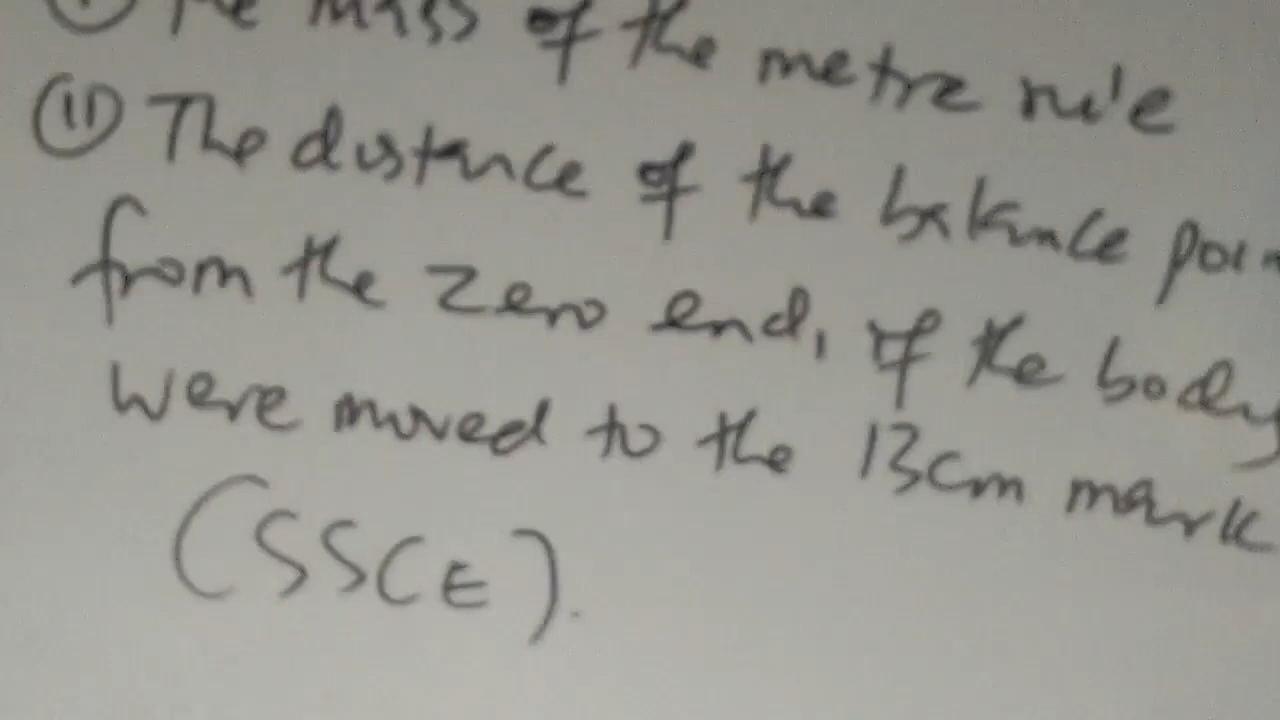 The mass of the metre rule
(ii) The distance of the balance
from the zero end, if the body
were moved to the 13cm mark
(SSCE).